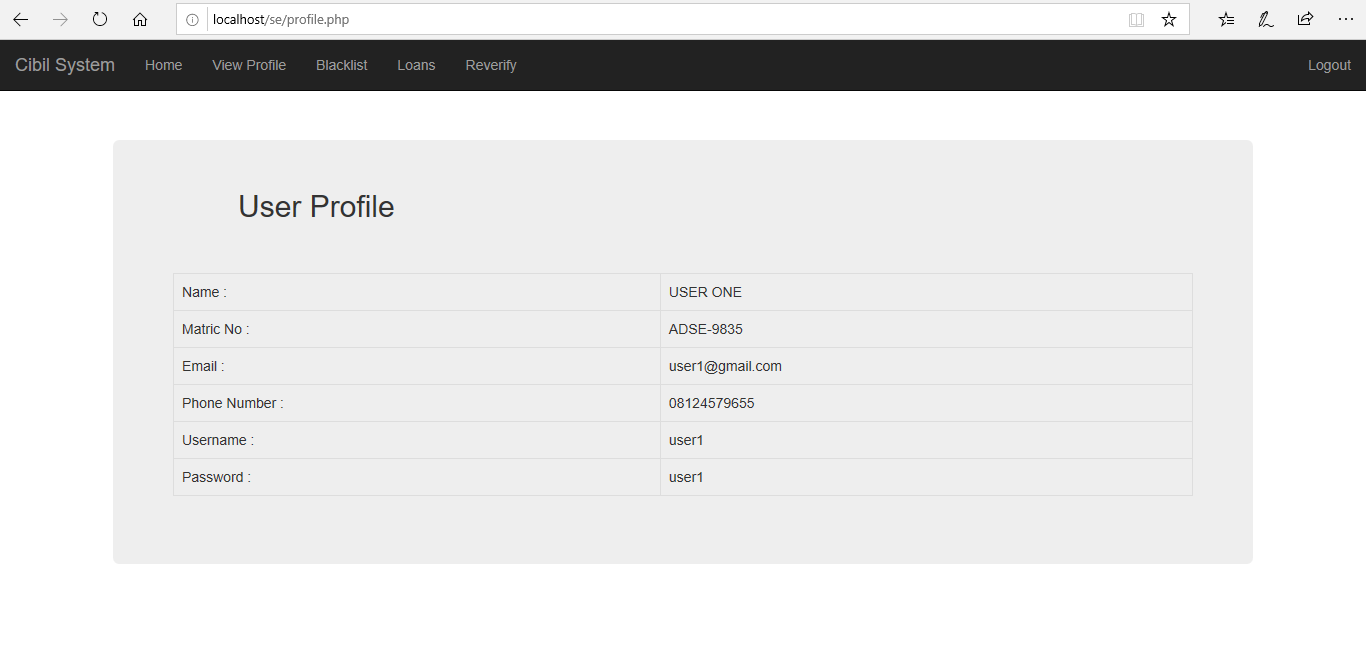 localhost/se/profile.php
Cibil System Home View Profile Blacklist Loans Reverify Logout
User Profile
Name : USER ONE
Matric No : ADSE-9835
Email : user1@gmail.com
Phone Number : 08124579655
Username : user1
Password : user1